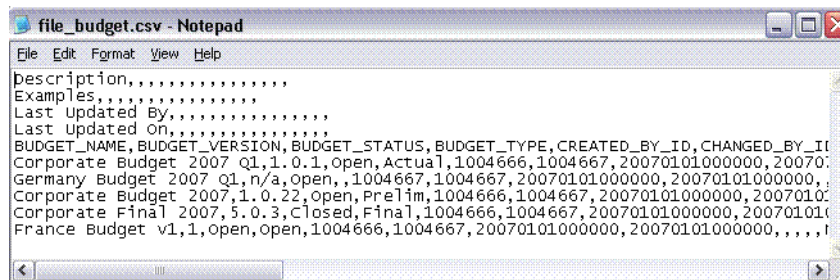 file_budget.csv - Notepad
File Edit Format View Help
Description,,,,,,,,,,,,,,,,
Examples,,,,,,,,,,,,,,,,
Last Updated By,,,,,,,,,,,,,,,,
Last Updated On,,,,,,,,,,,,,,,,
BUDGET_NAME,BUDGET_VERSION,BUDGET_STATUS,BUDGET_TYPE,CREATED_BY_ID,CHANGED_BY_ID
Corporate Budget 2007 Q1,1.0.1,Open,Actual,1004666,1004667,20070101000000,20070
Germany Budget 2007 Q1,n/a,Open,,1004667,1004667,20070101000000,20070101000000,
Corporate Budget 2007,1.0.22,Open,Prelim,1004666,1004667,20070101000000,2007010
Corporate Final 2007,5.0.3,Closed,Final,1004666,1004666,20070101000000,20070101
France Budget v1,1,Open,Open,1004666,1004667,20070101000000,20070101000000,,,,,